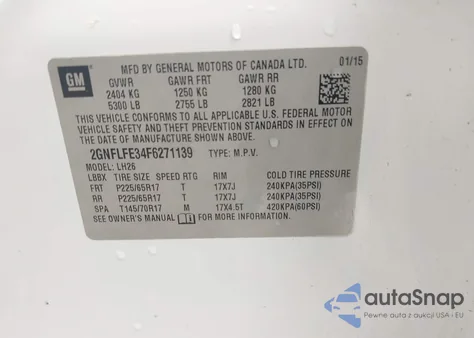 GM
MFD BY GENERAL MOTORS OF CANADA LTD.
01/15
GVWR GAWR FRT GAWR RR
2404 KG 1250 KG 1280 KG
5300 LB 2755 LB 2821 LB
THIS VEHICLE CONFORMS TO ALL APPLICABLE U.S. FEDERAL MOTOR
VEHICLE SAFETY AND THEFT PREVENTION STANDARDS IN EFFECT ON
THE DATE OF MANUFACTURE SHOWN ABOVE.
2GNFLFE34F6271139 TYPE: M.P.V.
MODEL: LH26
LBBX TIRE SIZE SPEED RTG RIM COLD TIRE PRESSURE
FRT P225/65R17 T 17X7J 240KPA(35PSI)
RR P225/65R17 T 17X7J 240KPA(35PSI)
SPA T145/70R17 M 17X4.5T 420KPA(60PSI)
SEE OWNER'S MANUAL FOR ADDITIONAL INFORMATION.
autoSnap
Pewne auta z aukcji USA - EU